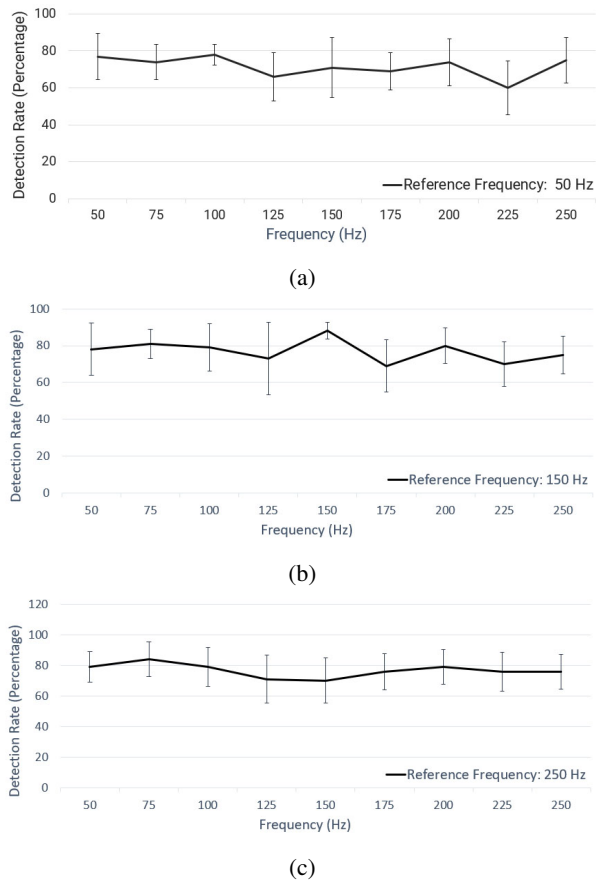 100
80
60
40
20
0
Detection Rate (Percentage)
Reference Frequency: 50 Hz
50 75 100 125 150 175 200 225 250
Frequency (Hz)
(a)
100
80
60
40
20
0
Detection Rate (Percentage)
Reference Frequency: 150 Hz
50 75 100 125 150 175 200 225 250
Frequency (Hz)
(b)
120
100
80
60
40
20
0
Detection Rate (Percentage)
Reference Frequency: 250 Hz
50 75 100 125 150 175 200 225 250
Frequency (Hz)
(c)